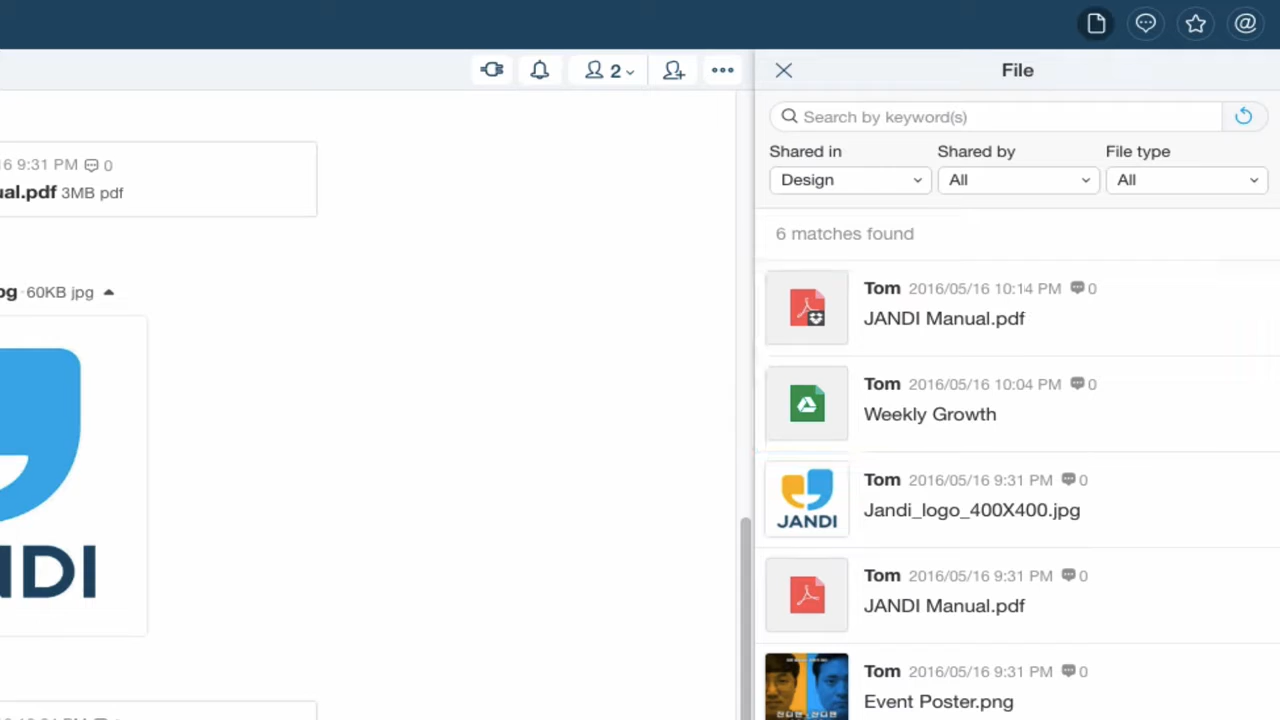 2
File
Search by keyword(s)
Shared in
Shared by
File type
Design
All
All
6 matches found
16 9:31 PM 0
ual.pdf 3MB pdf
pg 60KB jpg
NDI
Tom 2016/05/16 10:14 PM 0
JANDI Manual.pdf
Tom 2016/05/16 10:04 PM 0
Weekly Growth
JANDI
Tom 2016/05/16 9:31 PM 0
Jandi_logo_400X400.jpg
Tom 2016/05/16 9:31 PM 0
JANDI Manual.pdf
Tom 2016/05/16 9:31 PM 0
Event Poster.png